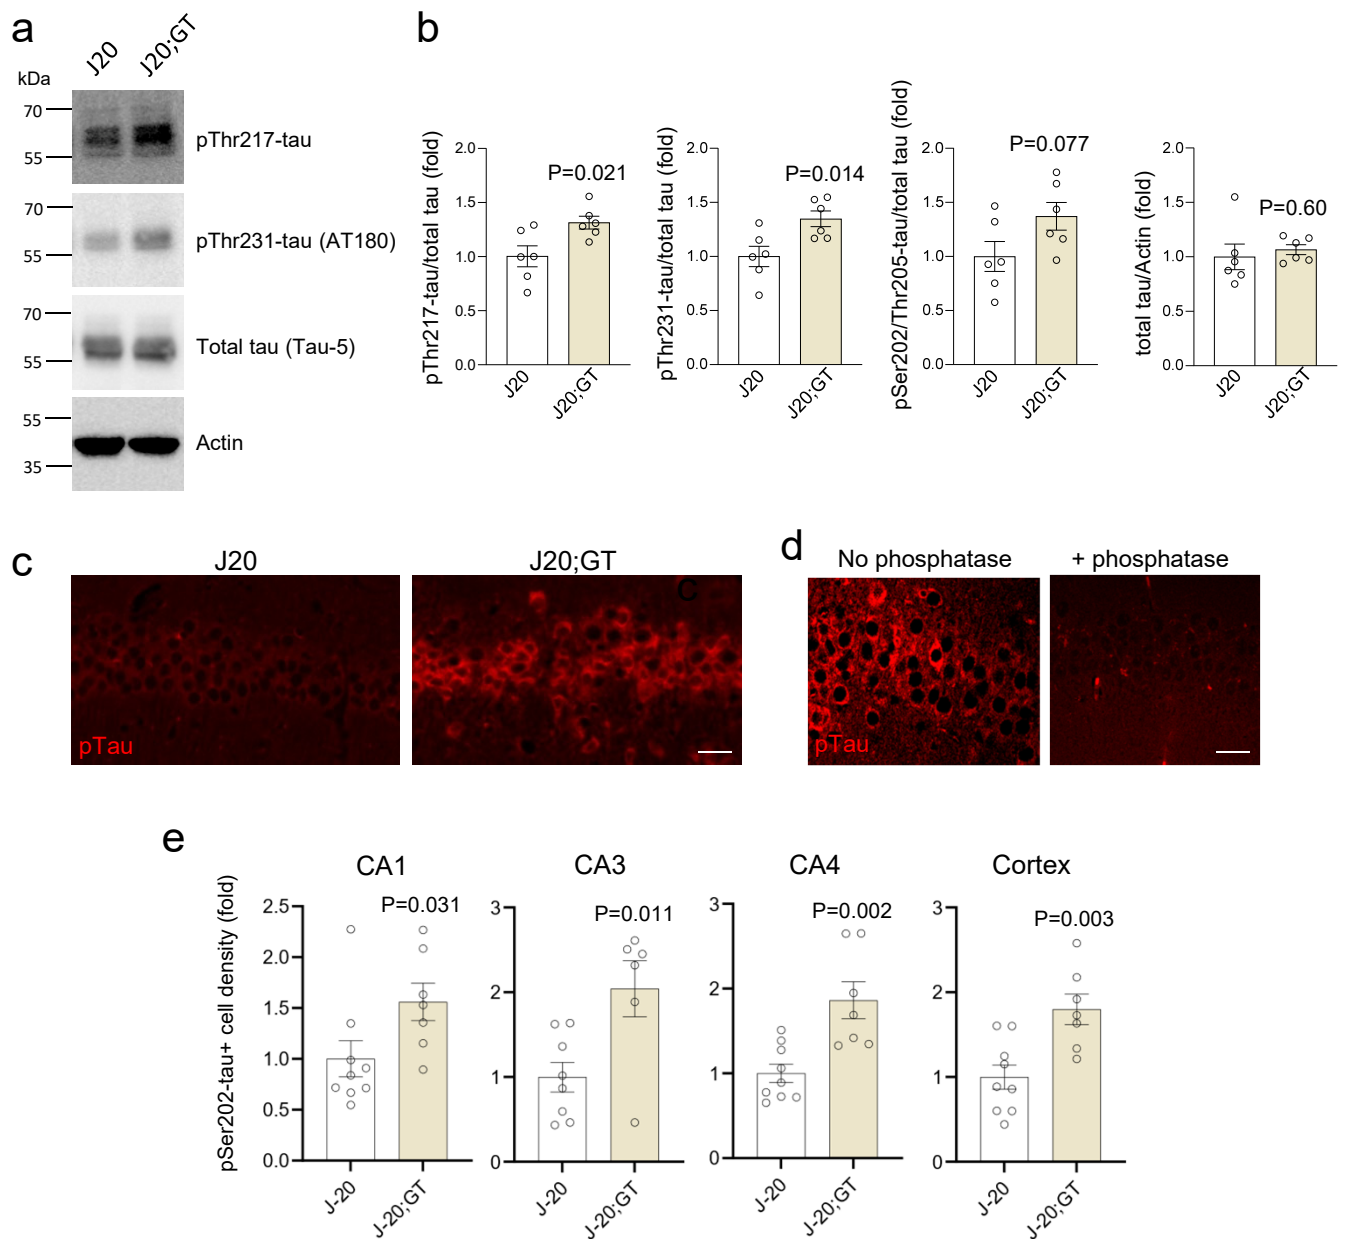 a
J20
J20;GT
kDa
70
55
pThr217-tau
70
55
pThr231-tau (AT180)
70
55
Total tau (Tau-5)
55
35
Actin
b
pThr217-tau/total tau (fold)
2.0
1.5
1.0
0.5
0.0
P=0.021
J20
J20;GT
pThr231-tau/total tau (fold)
2.0
1.5
1.0
0.5
0.0
P=0.014
J20
J20;GT
pSer202/Thr205-tau/total tau (fold)
2.0
1.5
1.0
0.5
0.0
P=0.077
J20
J20;GT
total tau/Actin (fold)
2.0
1.5
1.0
0.5
0.0
P=0.60
J20
J20;GT
c
J20
J20;GT
pTau
c
d
No phosphatase
+ phosphatase
pTau
e
pSer202-tau+ cell density (fold)
CA1
2.5
2.0
1.5
1.0
0.5
0.0
P=0.031
J-20
J-20;GT
CA3
3
2
1
0
P=0.011
J-20
J-20;GT
CA4
3
2
1
0
P=0.002
J-20
J-20;GT
Cortex
3
2
1
0
P=0.003
J-20
J-20;GT